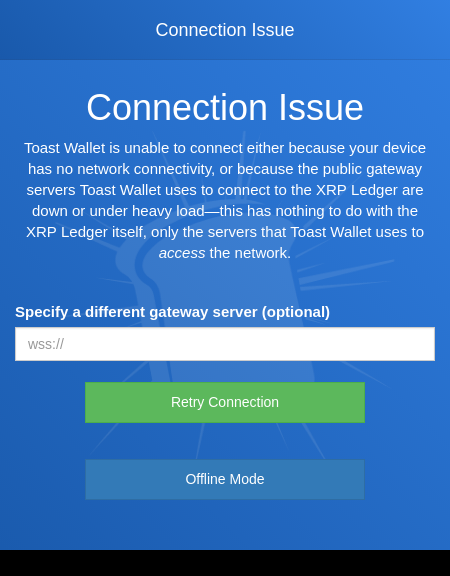 Connection Issue
Connection Issue
Toast Wallet is unable to connect either because your device
has no network connectivity, or because the public gateway
servers Toast Wallet uses to connect to the XRP Ledger are
down or under heavy load—this has nothing to do with the
XRP Ledger itself, only the servers that Toast Wallet uses to
access the network.
Specify a different gateway server (optional)
wss://
Retry Connection
Offline Mode